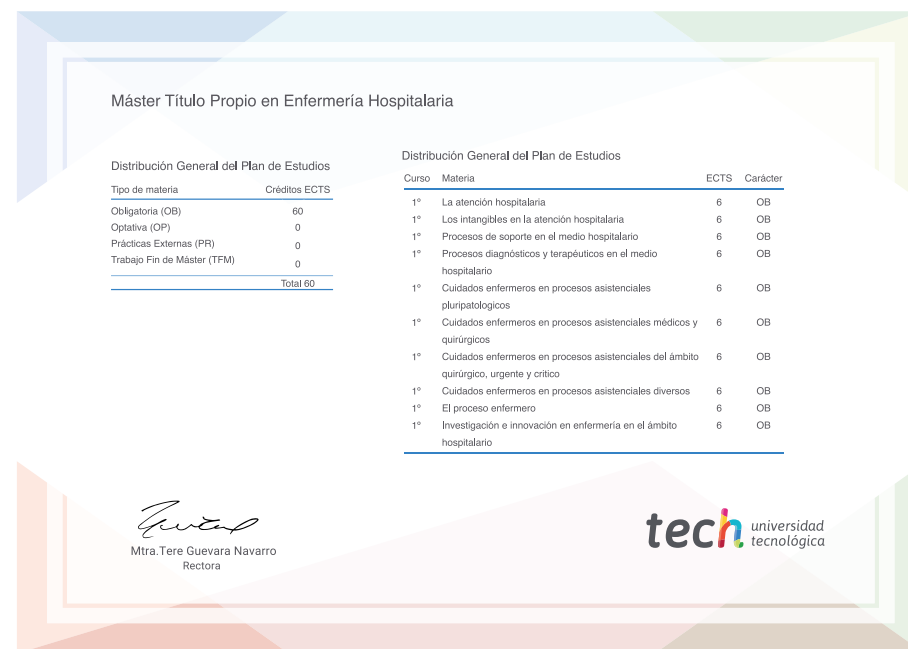 Máster Título Propio en Enfermería Hospitalaria
Distribución General del Plan de Estudios
Tipo de materia Créditos ECTS
Obligatoria (OB) 60
Optativa (OP) 0
Prácticas Externas (PR) 0
Trabajo Fin de Máster (TFM) 0
Total 60
Distribución General del Plan de Estudios
Curso Materia ECTS Carácter
1º La atención hospitalaria 6 OB
1º Los intangibles en la atención hospitalaria 6 OB
1º Procesos de soporte en el medio hospitalario 6 OB
1º Procesos diagnósticos y terapéuticos en el medio 6 OB
hospitalario
1º Cuidados enfermeros en procesos asistenciales 6 OB
pluripatologicos
1º Cuidados enfermeros en procesos asistenciales médicos y 6 OB
quirúrgicos
1º Cuidados enfermeros en procesos asistenciales del ámbito 6 OB
quirúrgico, urgente y critico
1º Cuidados enfermeros en procesos asistenciales diversos 6 OB
1º El proceso enfermero 6 OB
1º Investigación e innovación en enfermería en el ámbito 6 OB
hospitalario
Mtra.Tere Guevara Navarro
Rectora
tech universidad
tecnológica